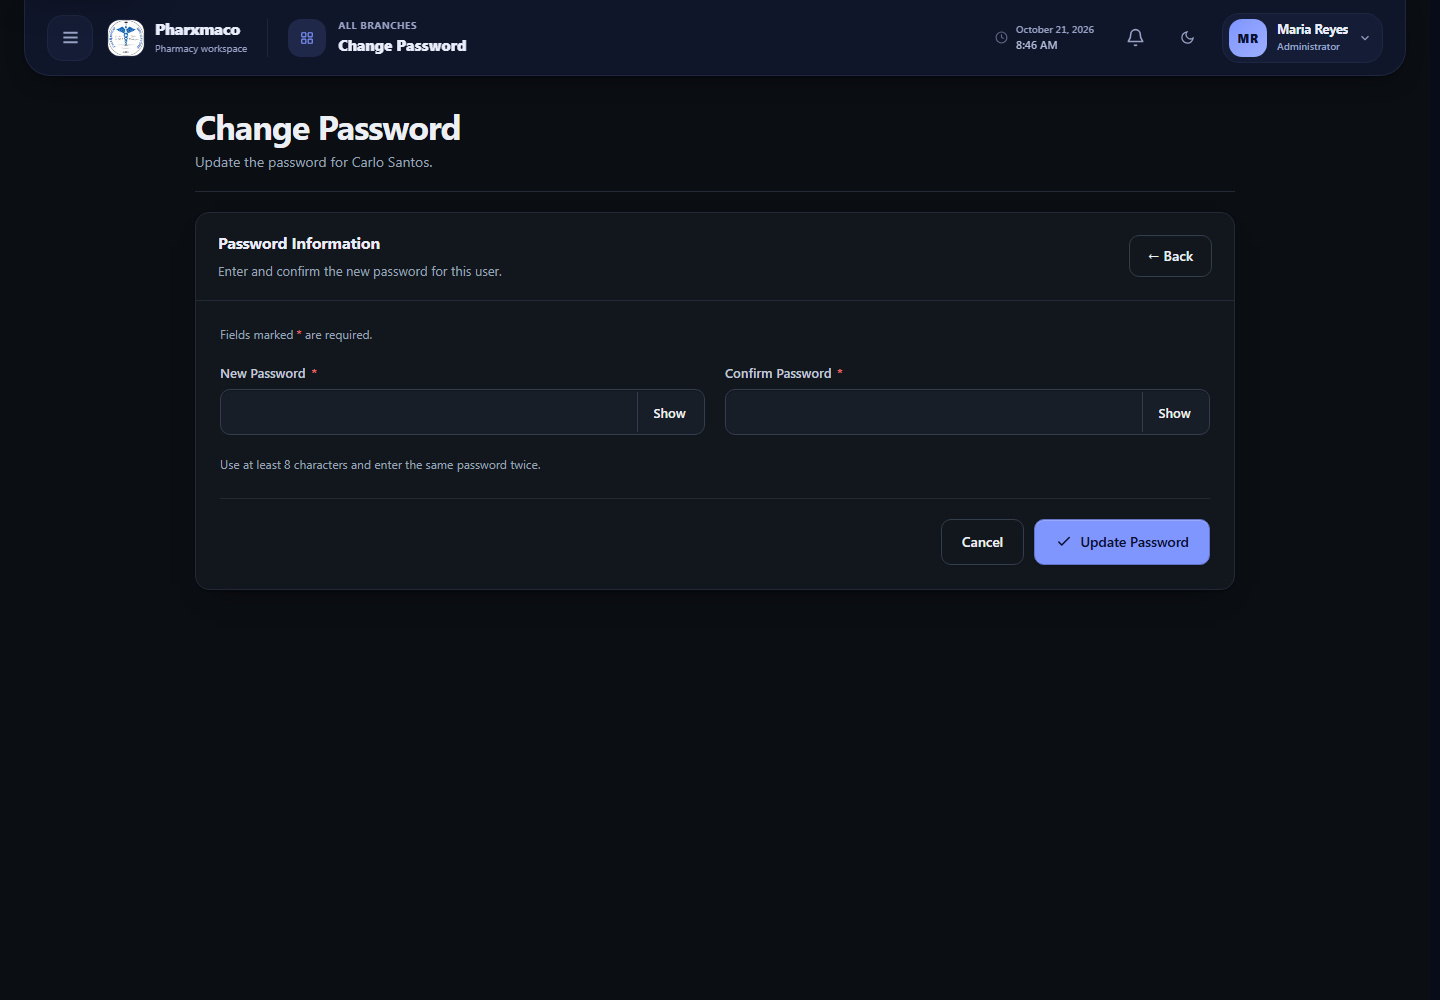 Pharxmaco
Pharmacy workspace
ALL BRANCHES
Change Password
October 21, 2026
8:46 AM
MR
Maria Reyes
Administrator
Change Password
Update the password for Carlo Santos.
Password Information
Enter and confirm the new password for this user.
← Back
Fields marked * are required.
New Password *
Confirm Password *
Show
Show
Use at least 8 characters and enter the same password twice.
Cancel
Update Password